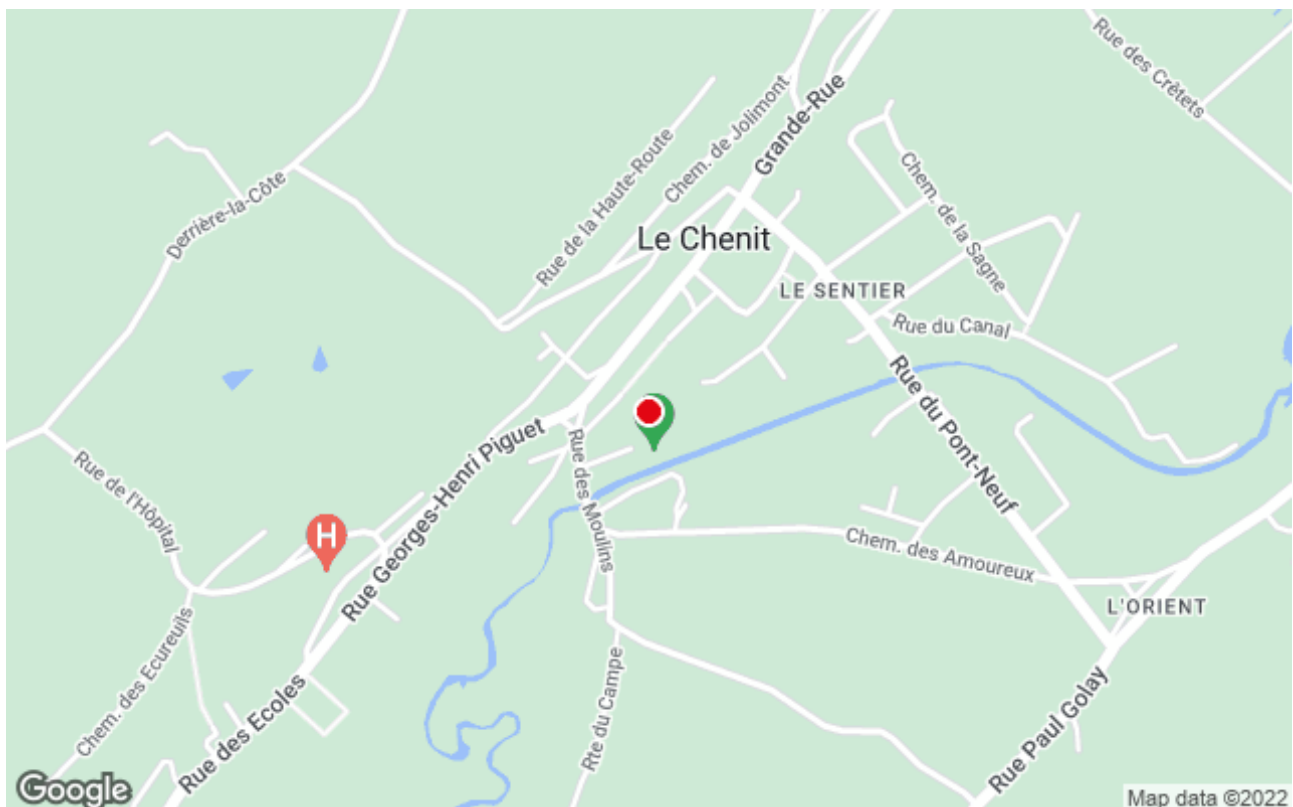 Rue des Crêtets
Grande-Rue
Chem. de Jolimont
Rue de la Haute-Route
Derrière-la-Côte
Chem. de la Sagne
Le Chenit
LE SENTIER
Rue du Canal
Rue du Pont-Neuf
Rue Georges-Henri Piguet
Rue des Moulins
Rue de l'Hôpital
H
Chem. des Amoureux
L'ORIENT
Chem. des Ecureuils
Rue des Ecoles
Rte du Campe
Rue Paul Golay
Google
Map data ©2022